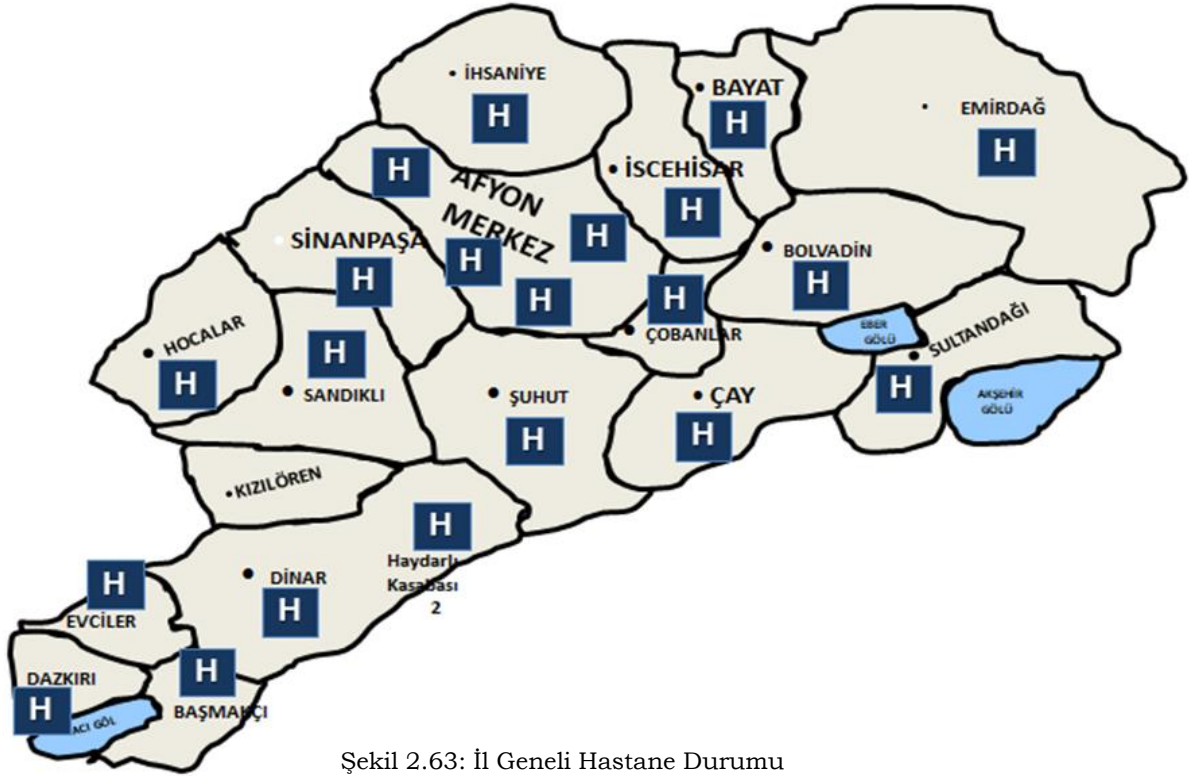 İHSANİYE
H
BAYAT
H
EMİRDAĞ
H
H
AFYON
MERKEZ
H
H
H
İSCEHİSAR
H
SİNANPAŞA
H
BOLVADİN
H
HOCALAR
H
H
SANDIKLI
H
ÇOBANLAR
EBER
GÖLÜ
SULTANDAĞI
H
AKŞEHİR
GÖLÜ
ŞUHUT
H
ÇAY
H
KIZILÖREN
H
Haydarlı
Kasabası
2
DİNAR
H
H
EVCİLER
H
BAŞMAKÇI
DAZKIRI
H
ACI GÖL
Şekil 2.63: İl Geneli Hastane Durumu